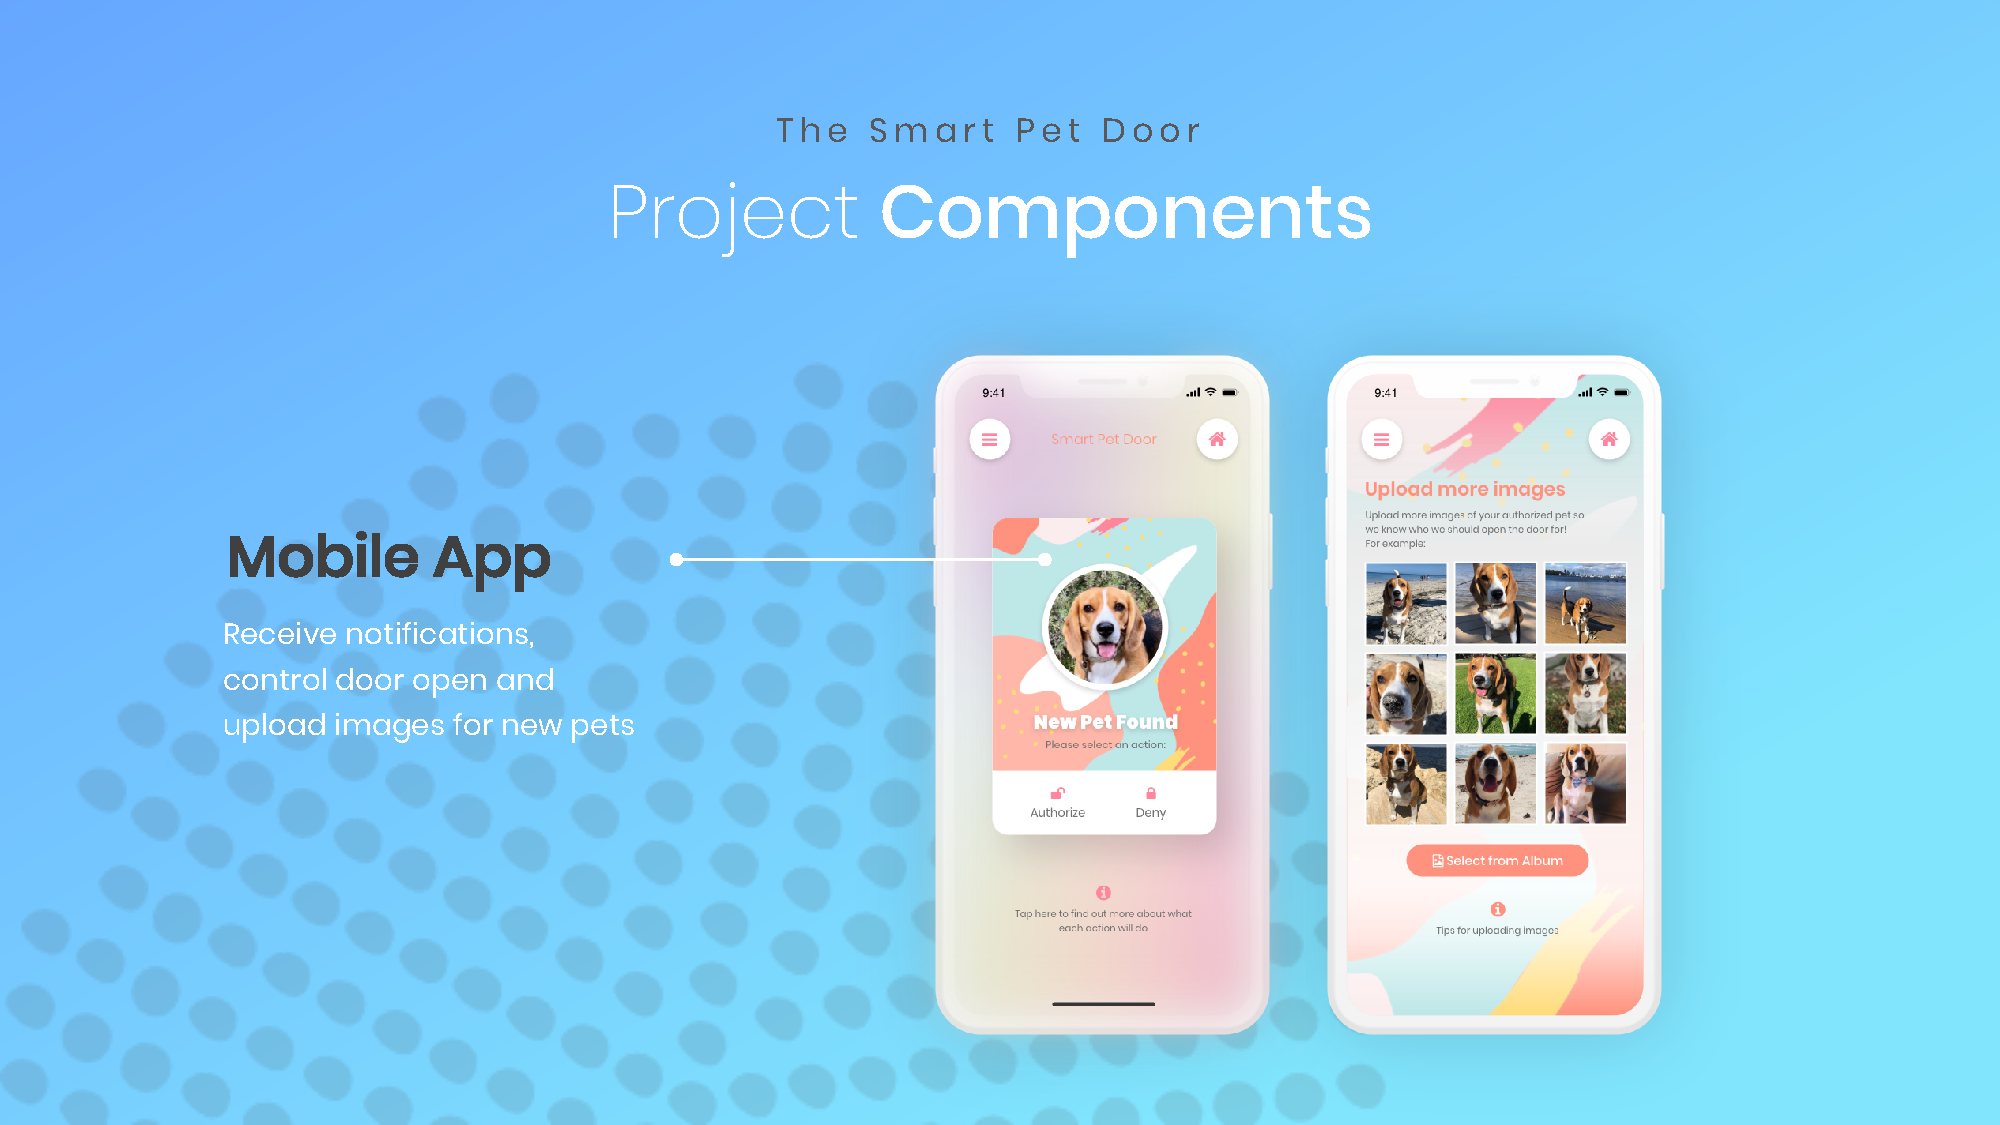 The Smart Pet Door
Project Components
Mobile App
Receive notifications,
control door open and
upload images for new pets
9:41
Smart Pet Door
New Pet Found
Please select an action:
Authorize
Deny
Tap here to find out more about what
each action will do
9:41
Upload more images
Upload more images of your authorized pet so
we know who we should open the door for!
For example:
Select from Album
Tips for uploading images